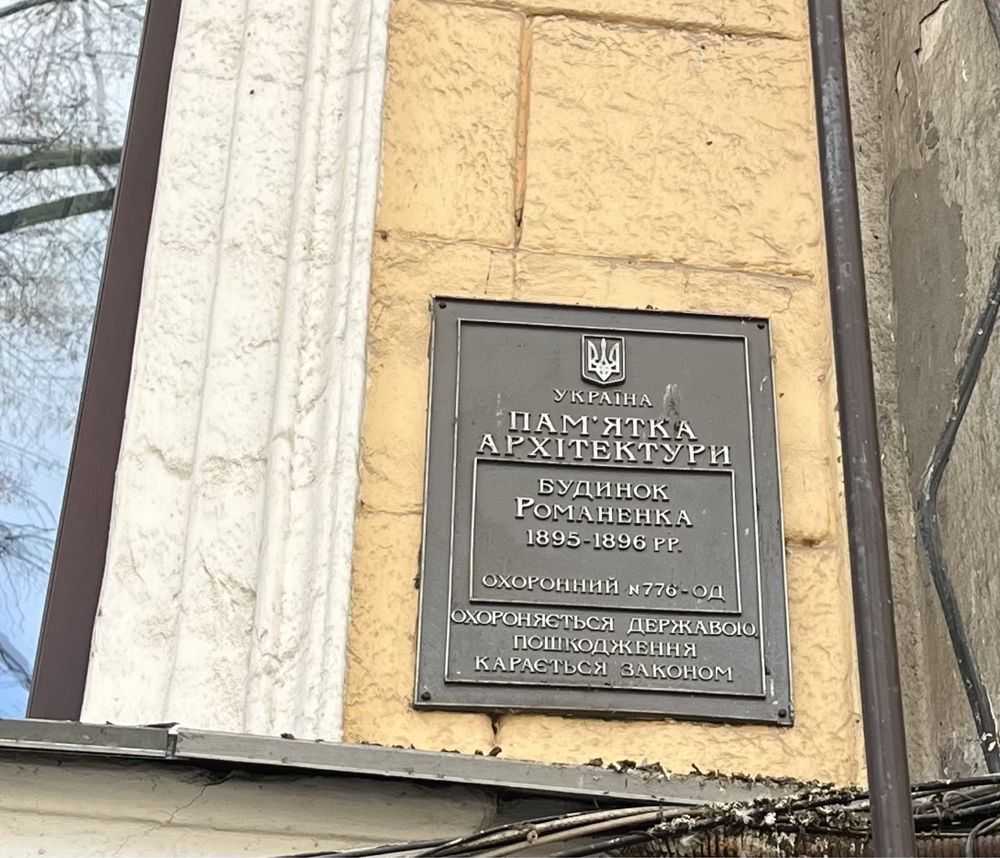 УКРАЇНА
ПАМ'ЯТКА
АРХІТЕКТУРИ
БУДИНОК
РОМАНЕНКА
1895-1896 РР.
ОХОРОННИЙ №776-ОД
ОХОРОНЯЄТЬСЯ ДЕРЖАВОЮ,
ПОШКОДЖЕННЯ
КАРАЄТЬСЯ ЗАКОНОМ